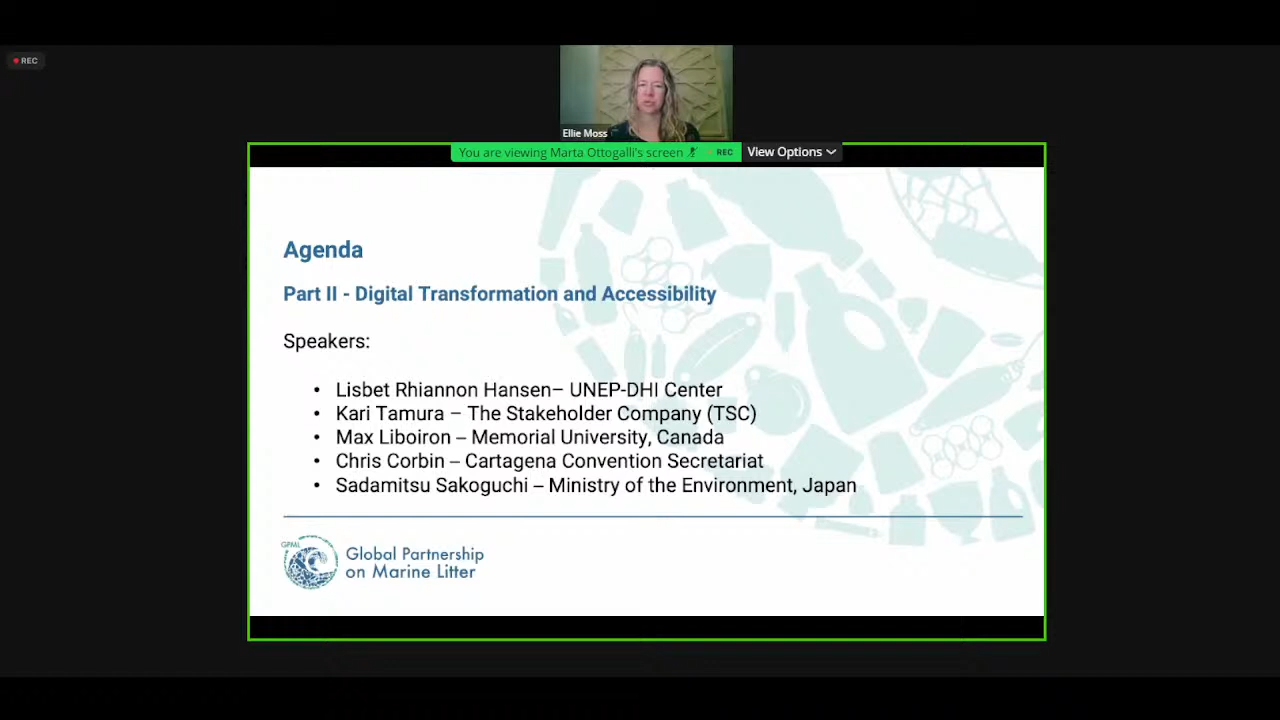 REC
Ellie Moss
You are viewing Marta Ottogalli's screen REC View Options
Agenda
Part II - Digital Transformation and Accessibility
Speakers:
• Lisbet Rhiannon Hansen– UNEP-DHI Center
• Kari Tamura – The Stakeholder Company (TSC)
• Max Liboiron – Memorial University, Canada
• Chris Corbin – Cartagena Convention Secretariat
• Sadamitsu Sakoguchi – Ministry of the Environment, Japan
GPML
Global Partnership
on Marine Litter